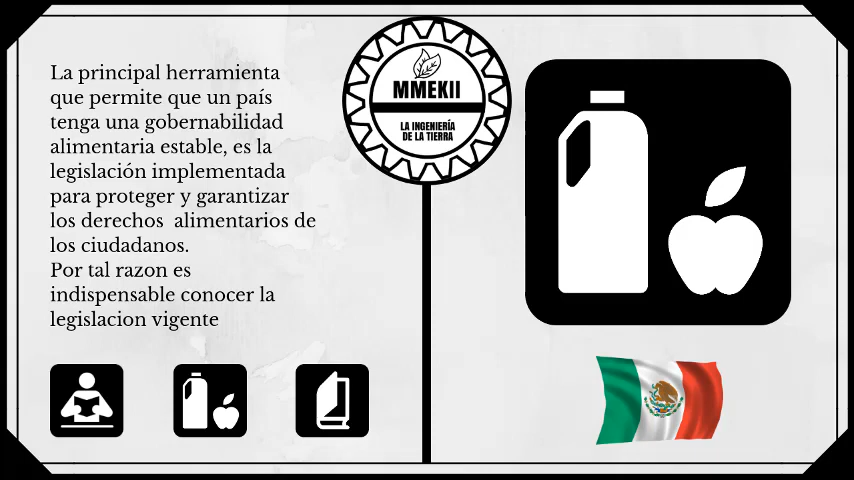 La principal herramienta
que permite que un país
tenga una gobernabilidad
alimentaria estable, es la
legislación implementada
para proteger y garantizar
los derechos  alimentarios de
los ciudadanos.
Por tal razon es
indispensable conocer la
legislacion vigente
MMEKII
LA INGENIERÍA
DE LA TIERRA